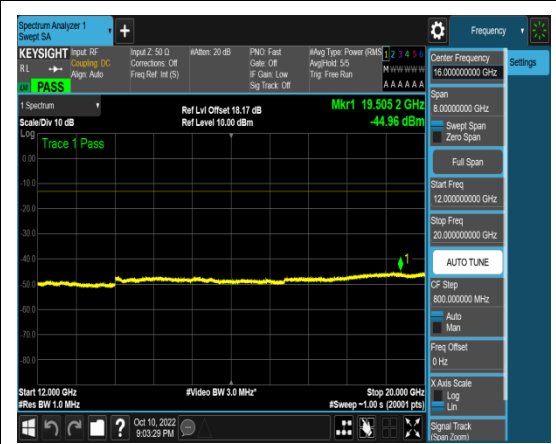 Spectrum Analyzer 1
Swept SA
+
Frequency
KEYSIGHT
RL
Input: RF
Coupling: DC
Align: Auto
Input Z: 50 Ω
Corrections: Off
Freq Ref: Int (S)
#Atten: 20 dB
PNO: Fast
Gate: Off
IF Gain: Low
Sig Track: Off
#Avg Type: Power (RMS
Avg|Hold: 5/5
Trig: Free Run
1 2 3 4 5 6
M W W W W W
A A A A A A
LNI PASS
1 Spectrum
Scale/Div 10 dB
Ref Lvl Offset 18.17 dB
Ref Level 10.00 dBm
Mkr1 19.505 2 GHz
-44.96 dBm
Log
Trace 1 Pass
0.00
-10.0
-20.0
-30.0
-40.0
-50.0
-60.0
-70.0
-80.0
1
Start 12.000 GHz
#Res BW 1.0 MHz
#Video BW 3.0 MHz*
Stop 20.000 GHz
#Sweep ~1.00 s (20001 pts)
Oct 10, 2022
9:03:29 PM
?
Center Frequency
16.000000000 GHz
Settings
Span
8.00000000 GHz
Swept Span
Zero Span
Full Span
Start Freq
12.000000000 GHz
Stop Freq
20.000000000 GHz
AUTO TUNE
CF Step
800.000000 MHz
Auto
Man
Freq Offset
0 Hz
X Axis Scale
Log
Lin
Signal Track
(Span Zoom)